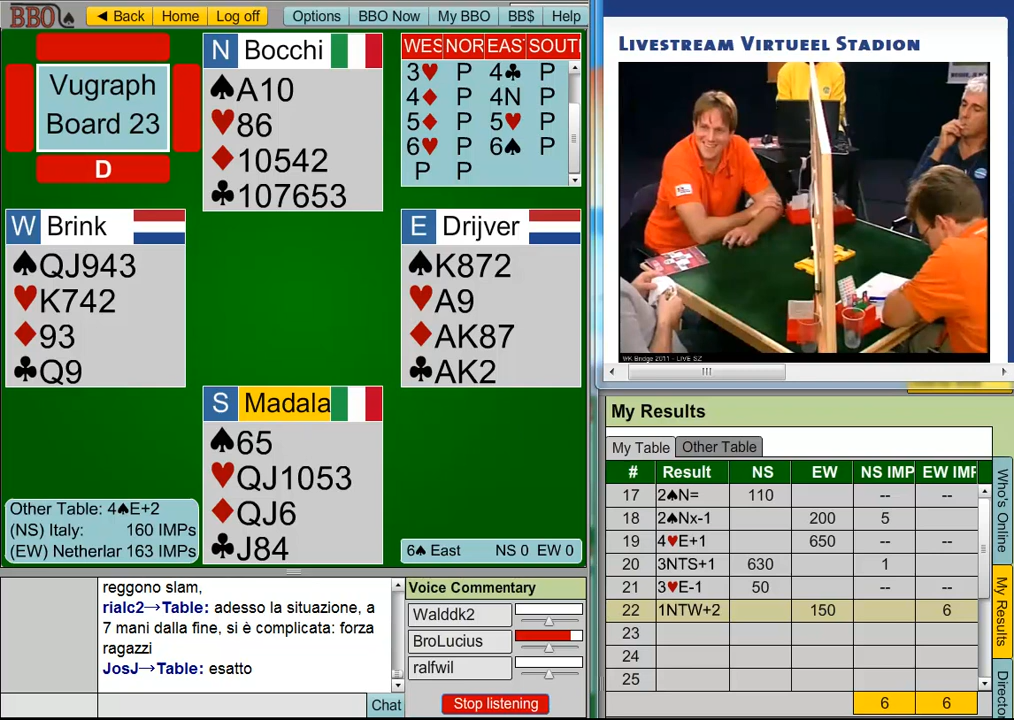 BBO Back Home Log off Options BBO Now My BBO BB$ Help
Vugraph
Board 23
D
N Bocchi
♠A10
♥86
♦10542
♣107653
WES NOR EAST SOUTH
3♥ P 4♣ P
4♦ P 4N P
5♦ P 5♥ P
6♥ P 6♠ P
P P
W Brink
♠QJ943
♥K742
♦93
♣Q9
E Drijver
♠K872
♥A9
♦AK87
♣AK2
S Madala
♠65
♥QJ1053
♦QJ6
♣J84
Other Table: 4♠E+2
(NS) Italy: 160 IMPs
(EW) Netherlar 163 IMPs
6♠ East NS 0 EW 0
reggono slam,
rialc2→Table: adesso la situazione, a
7 mani dalla fine, si è complicata: forza
ragazzi
JosJ→Table: esatto
Chat
Voice Commentary
Walddk2
BroLucius
ralfwil
Stop listening
Livestream Virtueel Stadion
WK Bridge 2011 - LIVE SZ
My Results
My Table Other Table
# Result NS EW NS IMP EW IMF
17 2♠N= 110 -- --
18 2♠Nx-1 200 5
19 4♥E+1 650 -- --
20 3NTS+1 630 1
21 3♥E-1 50 -- --
22 1NTW+2 150 6
23
24
25
6 6
Who's Online
My Results
Director